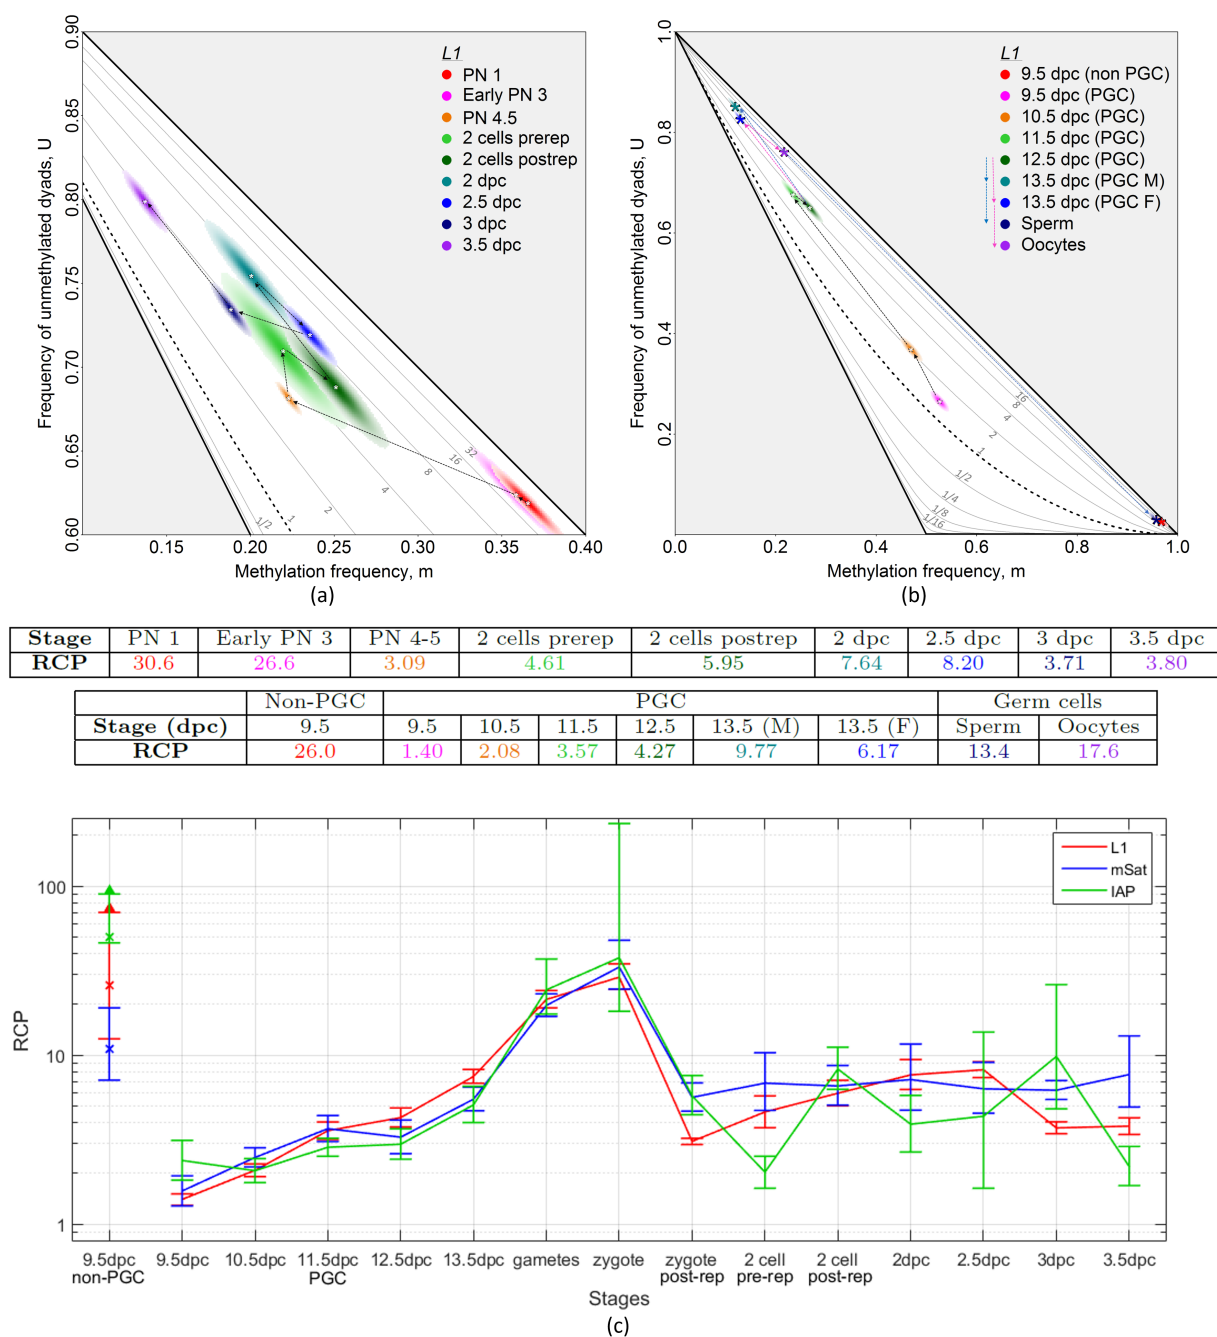 L1
PN 1
Early PN 3
PN 4.5
2 cells prerep
2 cells postrep
2 dpc
2.5 dpc
3 dpc
3.5 dpc
Frequency of unmethylated dyads, U
0.90
0.85
0.80
0.75
0.70
0.65
0.60
1/2
1
2
4
8
16
32
0.15
0.20
0.25
0.30
0.35
0.40
Methylation frequency, m
(a)
L1
9.5 dpc (non PGC)
9.5 dpc (PGC)
10.5 dpc (PGC)
11.5 dpc (PGC)
12.5 dpc (PGC)
13.5 dpc (PGC M)
13.5 dpc (PGC F)
Sperm
Oocytes
Frequency of unmethylated dyads, U
1.0
0.8
0.6
0.4
0.2
16
8
4
2
1
1/2
1/4
1/8
1/16
0.0
0.2
0.4
0.6
0.8
1.0
Methylation frequency, m
(b)
Stage PN 1 Early PN 3 PN 4-5 2 cells prerep 2 cells postrep 2 dpc 2.5 dpc 3 dpc 3.5 dpc
RCP 30.6 26.6 3.09 4.61 5.95 7.64 8.20 3.71 3.80
Non-PGC PGC Germ cells
Stage (dpc) 9.5 9.5 10.5 11.5 12.5 13.5 (M) 13.5 (F) Sperm Oocytes
RCP 26.0 1.40 2.08 3.57 4.27 9.77 6.17 13.4 17.6
L1
mSat
IAP
RCP
100
10
1
9.5dpc non-PGC
9.5dpc
10.5dpc
11.5dpc PGC
12.5dpc
13.5dpc
gametes
zygote
zygote post-rep
2 cell pre-rep
2 cell post-rep
2dpc
2.5dpc
3dpc
3.5dpc
Stages
(c)